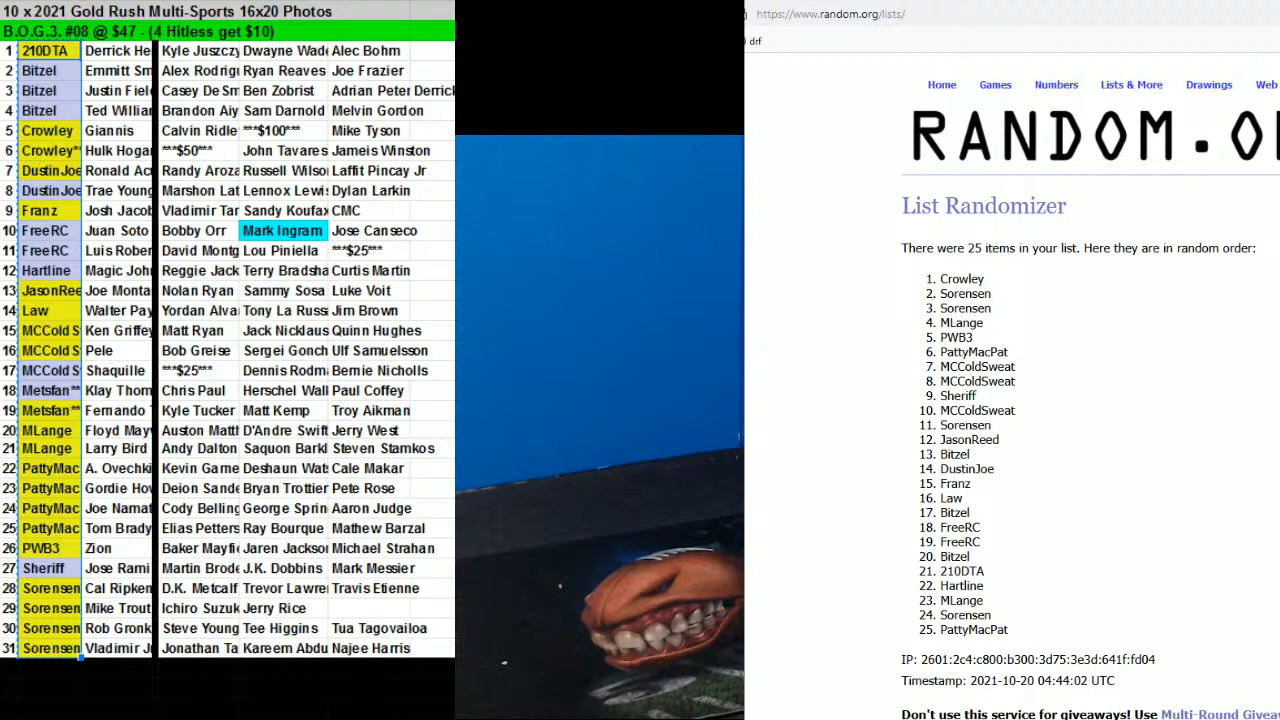 10 x 2021 Gold Rush Multi-Sports 16x20 Photos
B.O.G.3. #08 @ $47 - (4 Hitless get $10)
1 210DTA Derrick He Kyle Juszczy Dwayne Wade Alec Bohm
2 Bitzel Emmitt Sm Alex Rodrigu Ryan Reaves Joe Frazier
3 Bitzel Justin Fiel Casey De Sm Ben Zobrist Adrian Peter Derrick
4 Bitzel Ted Willian Brandon Aiy Sam Darnold Melvin Gordon
5 Crowley Giannis Calvin Ridle ***$100*** Mike Tyson
6 Crowley** Hulk Hogan ***$50*** John Tavares Jameis Winston
7 DustinJoe Ronald Acu Randy Aroza Russell Wilso Laffit Pincay Jr
8 DustinJoe Trae Young Marshon Lat Lennox Lewis Dylan Larkin
9 Franz Josh Jacob Vladimir Tar Sandy Koufax CMC
10 FreeRC Juan Soto Bobby Orr Mark Ingram Jose Canseco
11 FreeRC Luis Rober David Montg Lou Piniella ***$25***
12 Hartline Magic John Reggie Jack Terry Bradsha Curtis Martin
13 JasonRee Joe Monta Nolan Ryan Sammy Sosa Luke Voit
14 Law Walter Pay Yordan Alva Tony La Russ Jim Brown
15 MCCold S Ken Griffey Matt Ryan Jack Nicklaus Quinn Hughes
16 MCCold S Pele Bob Greise Sergei Gonch Ulf Samuelsson
17 MCCold S Shaquille ***$25*** Dennis Rodma Bernie Nicholls
18 Metsfan** Klay Thom Chris Paul Herschel Wall Paul Coffey
19 Metsfan** Fernando T Kyle Tucker Matt Kemp Troy Aikman
20 MLange Floyd Mayw Auston Matth D'Andre Swift Jerry West
21 MLange Larry Bird Andy Dalton Saquon Barkl Steven Stamkos
22 PattyMac A. Ovechki Kevin Garne Deshaun Wats Cale Makar
23 PattyMac Gordie How Deion Sande Bryan Trottier Pete Rose
24 PattyMac Joe Namat Cody Belling George Sprin Aaron Judge
25 PattyMac Tom Brady Elias Petters Ray Bourque Mathew Barzal
26 PWB3 Zion Baker Mayfie Jaren Jackson Michael Strahan
27 Sheriff Jose Rami Martin Brode J.K. Dobbins Mark Messier
28 Sorensen Cal Ripken D.K. Metcalf Trevor Lawre Travis Etienne
29 Sorensen Mike Trout Ichiro Suzuk Jerry Rice
30 Sorensen Rob Gronk Steve Young Tee Higgins Tua Tagovailoa
31 Sorensen Vladimir Jr Jonathan Ta Kareem Abdu Najee Harris
https://www.random.org/lists/
drf
Home Games Numbers Lists & More Drawings Web
RANDOM.O
List Randomizer
There were 25 items in your list. Here they are in random order:
1. Crowley
2. Sorensen
3. Sorensen
4. MLange
5. PWB3
6. PattyMacPat
7. MCColdSweat
8. MCColdSweat
9. Sheriff
10. MCColdSweat
11. Sorensen
12. JasonReed
13. Bitzel
14. DustinJoe
15. Franz
16. Law
17. Bitzel
18. FreeRC
19. FreeRC
20. Bitzel
21. 210DTA
22. Hartline
23. MLange
24. Sorensen
25. PattyMacPat
IP: 2601:2c4:c800:b300:3d75:3e3d:641f:fd04
Timestamp: 2021-10-20 04:44:02 UTC
Don't use this service for giveaways! Use Multi-Round Giveaw